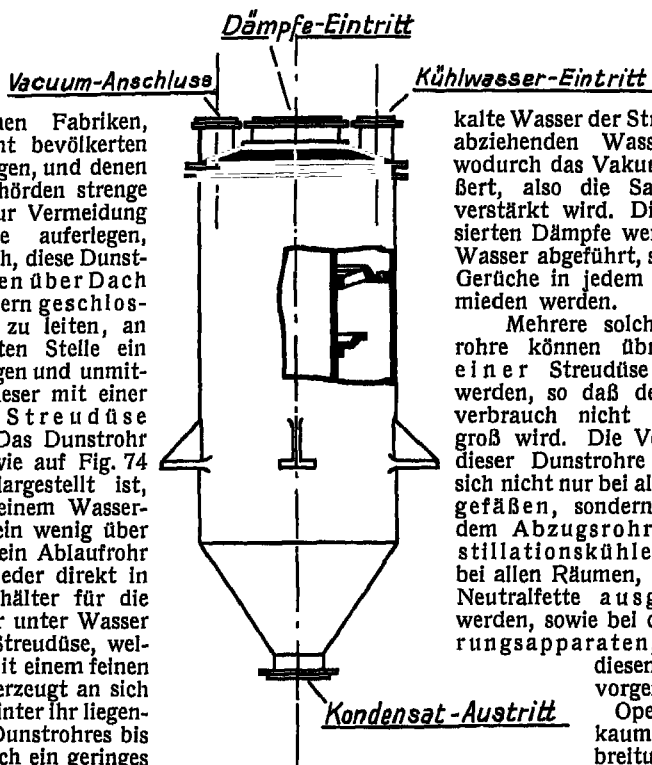 Dämpfe-Eintritt
Vacuum-Anschluss
Kühlwasser-Eintritt
nen Fabriken,
nt bevölkerten
gen, und denen
hörden strenge
ur Vermeidung
e auferlegen,
h, diese Dunst-
en über Dach
ern geschlos-
zu leiten, an
ten Stelle ein
gen und unmit-
ieser mit einer
Streudüse
Das Dunstrohr
wie auf Fig. 74
dargestellt ist,
einem Wasser-
ein wenig über
ein Ablaufrohr
eder direkt in
hälter für die
r unter Wasser
Streudüse, wel-
it einem feinen
erzeugt an sich
inter ihr liegen-
Dunstrohres bis
ch ein geringes
kalte Wasser der Str
abziehenden Wass
wodurch das Vakuu
ßert, also die Sa
verstärkt wird. Di
sierten Dämpfe wer
Wasser abgeführt, s
Gerüche in jedem
mieden werden.
Mehrere solch
rohre können übr
einer Streudüse
werden, so daß de
verbrauch nicht
groß wird. Die Ve
dieser Dunstrohre
sich nicht nur bei al
gefäßen, sondern
dem Abzugsrohr
stillationskühle
bei allen Räumen,
Neutralfette ausg
werden, sowie bei d
rungsapparaten,
diesen
vorge
Ope
kaum
breitu
Kondensat-Austritt